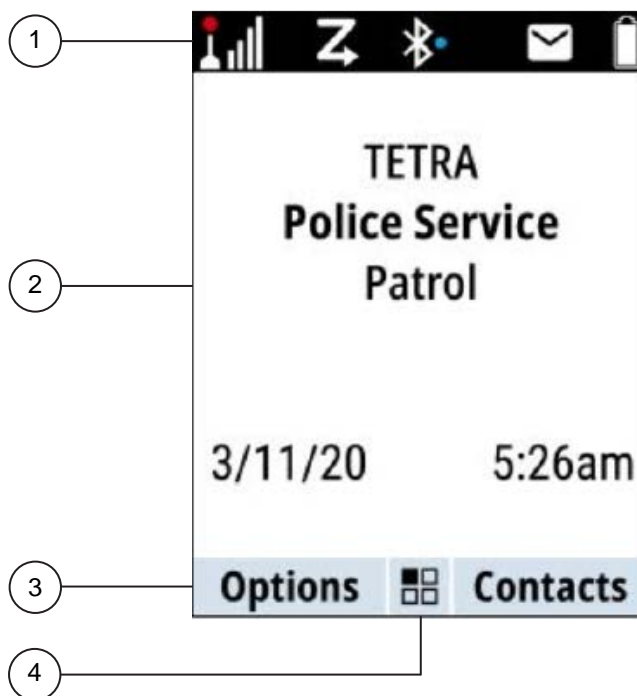 1
TETRA
Police Service
Patrol
2
3/11/20 5:26am
3
Options Contacts
4